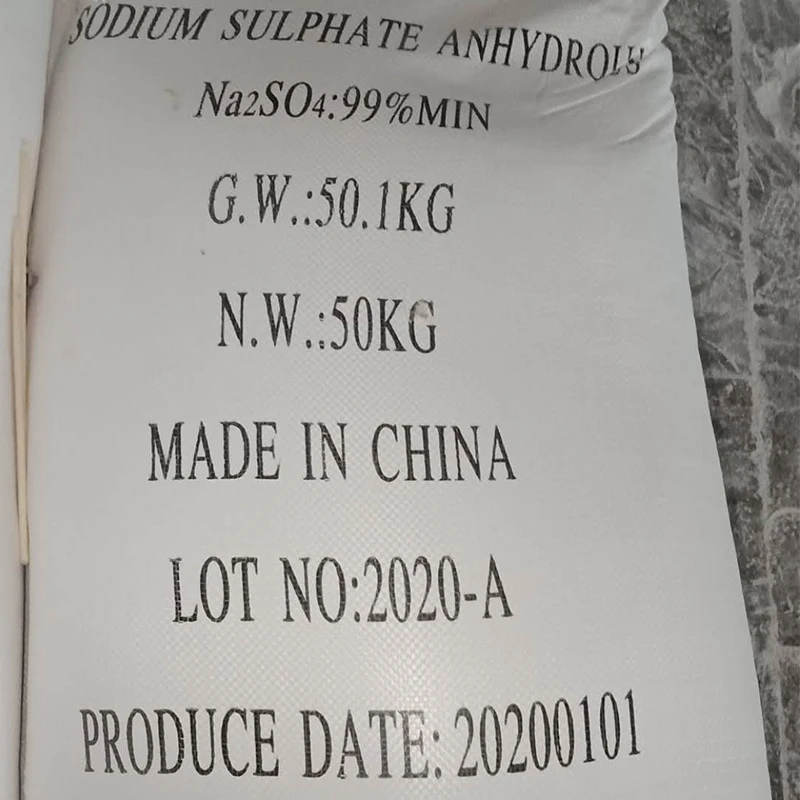 SODIUM SULPHATE ANHYDROUS
Na2SO4:99%MIN
G.W.:50.1KG
N.W.:50KG
MADE IN CHINA
LOT NO:2020-A
PRODUCE DATE: 20200101